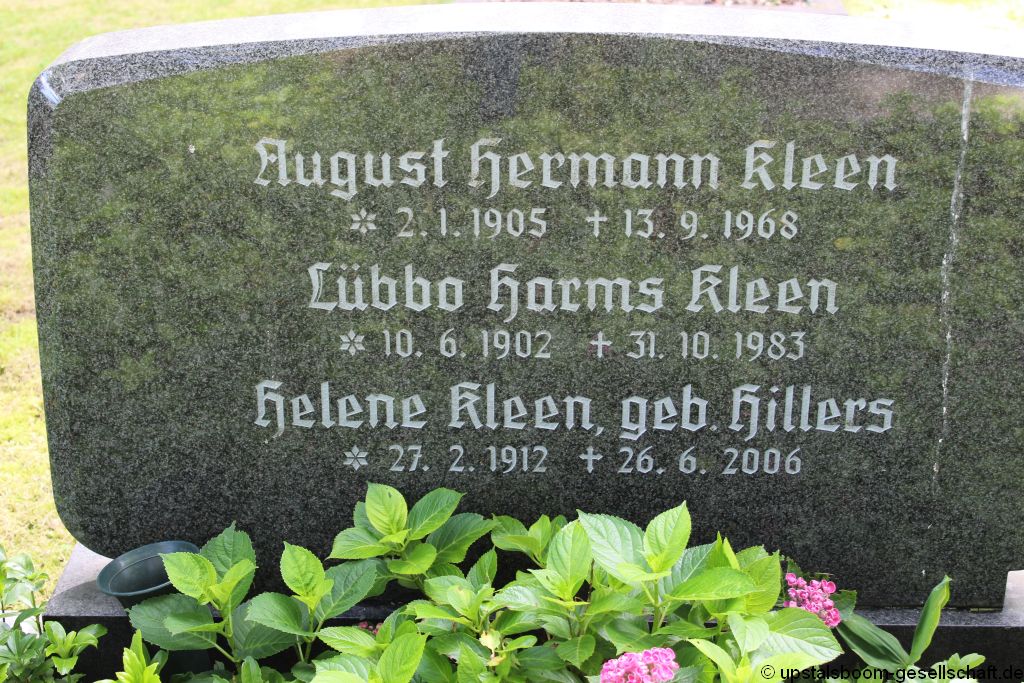 August Hermann Kleen
* 2. 1. 1905 † 13. 9. 1968
Lübbo Harms Kleen
* 10. 6. 1902 † 31. 10. 1983
Helene Kleen, geb. Hillers
* 27. 2. 1912 † 26. 6. 2006
© upstalsboom-gesellschaft.de